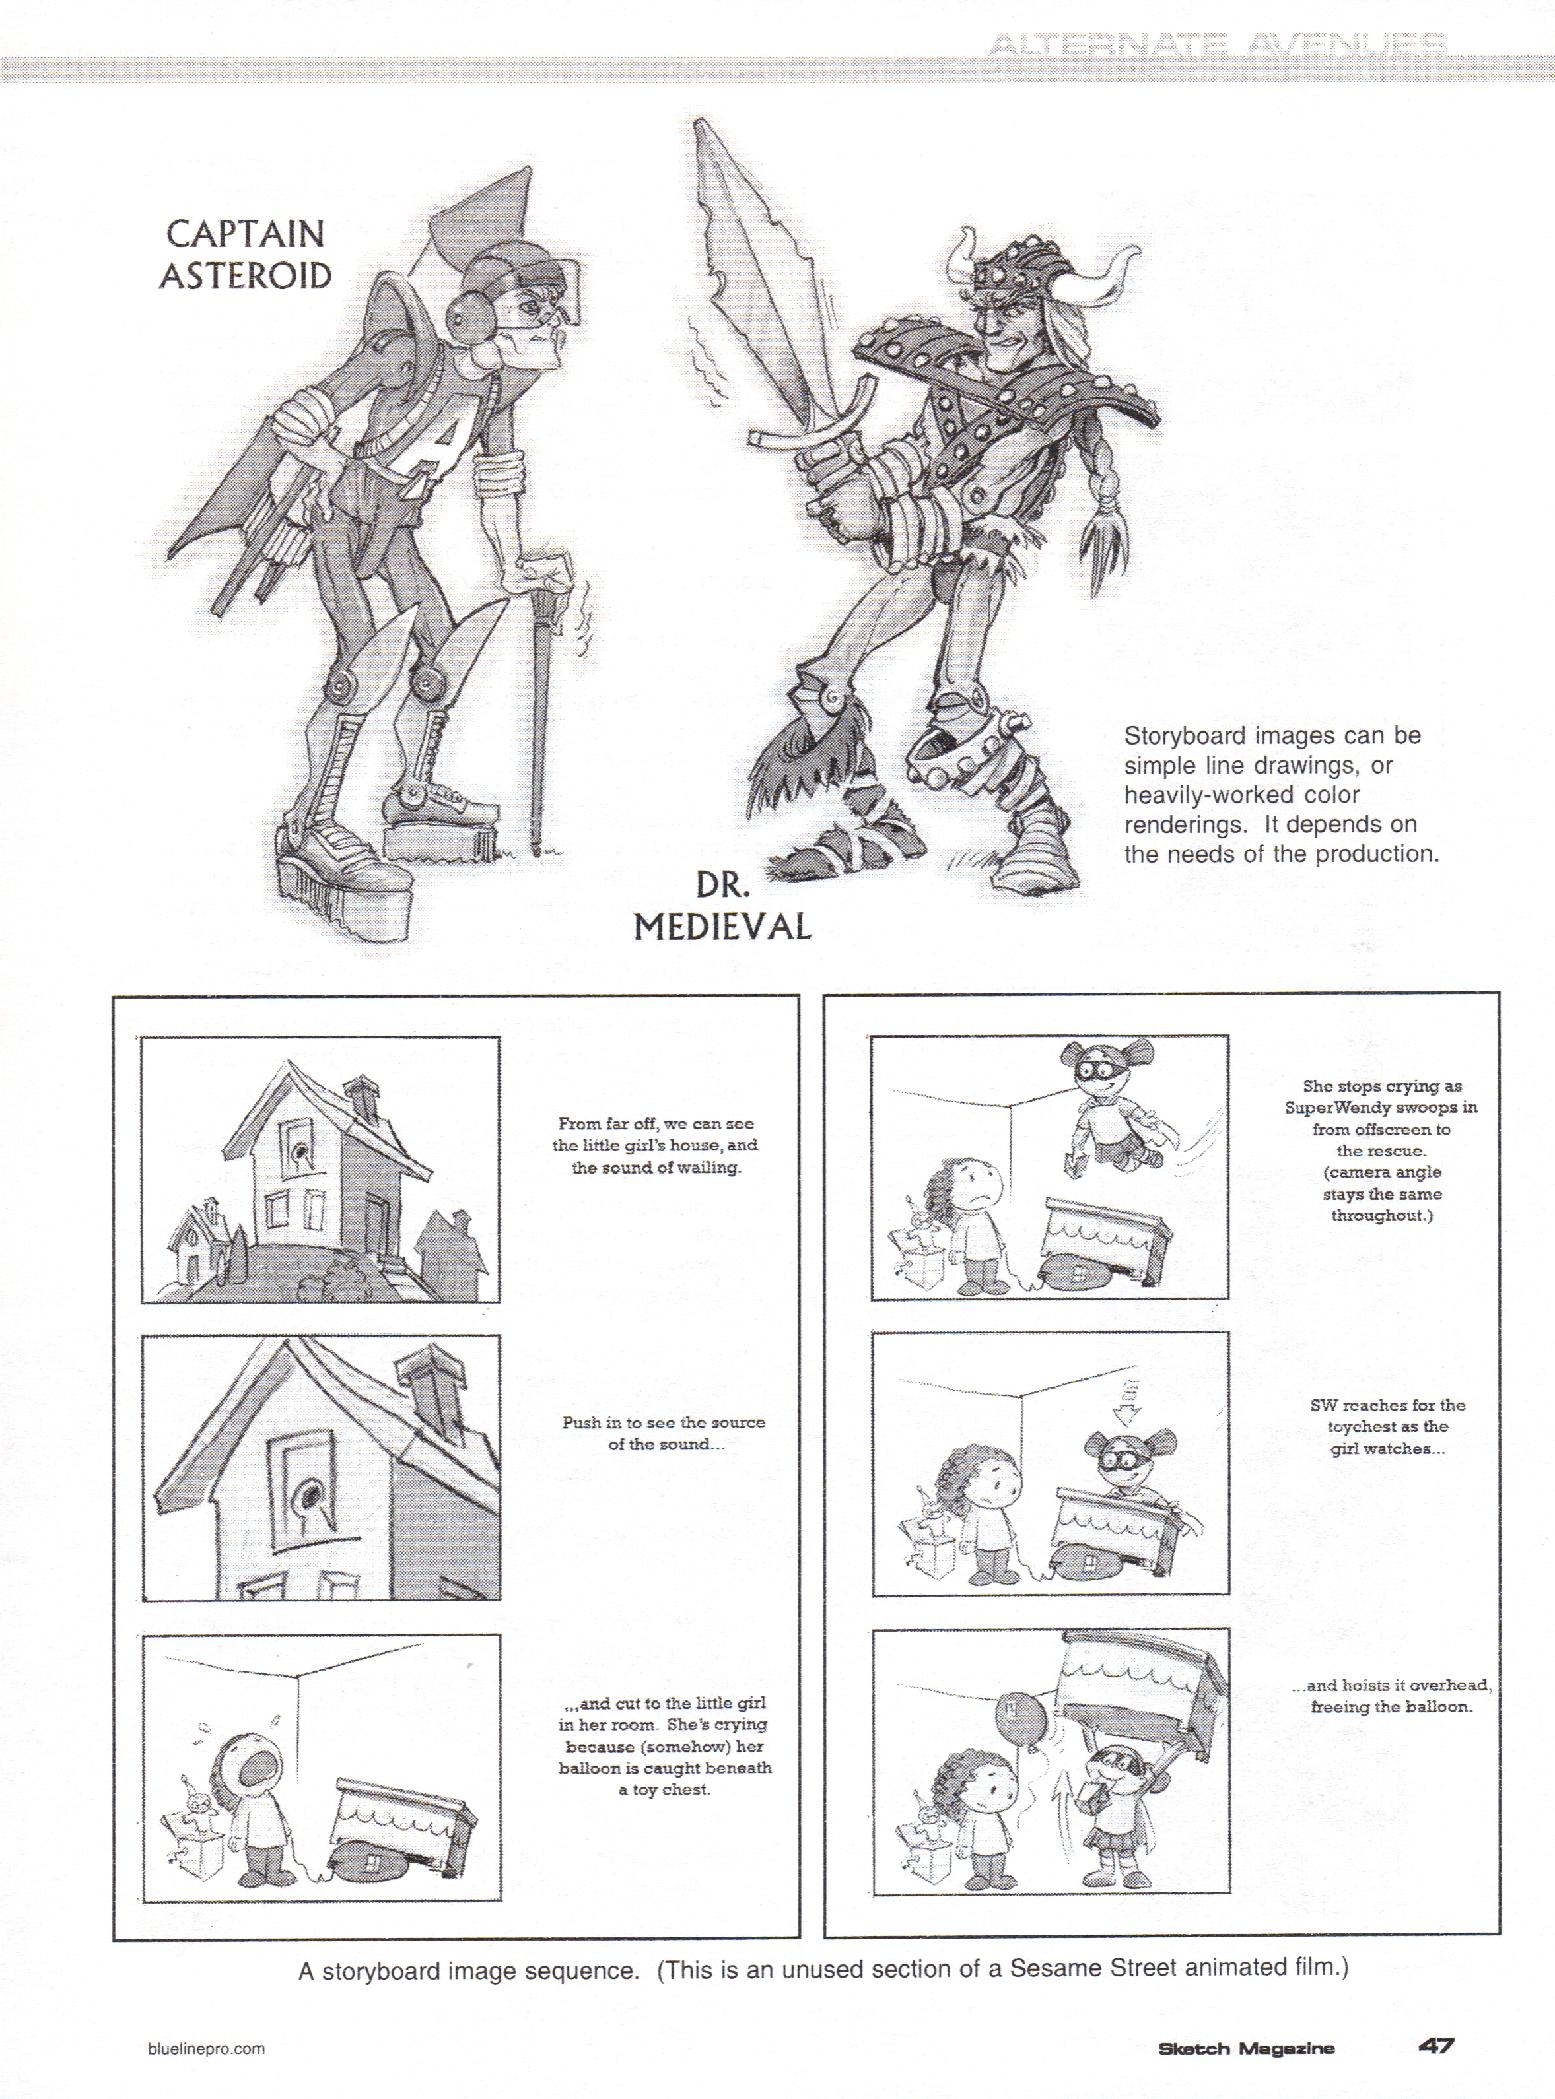 ALTERNATE AVENUES
CAPTAIN
ASTEROID
A
Storyboard images can be
simple line drawings, or
heavily-worked color
renderings. It depends on
the needs of the production.
DR.
MEDIEVAL
From far off, we can see
the little girl's house, and
the sound of wailing.
Push in to see the source
of the sound...
...and cut to the little girl
in her room. She's crying
because (somehow) her
balloon is caught beneath
a toy chest.
She stops crying as
SuperWendy swoops in
from offscreen to
the rescue.
(camera angle
stays the same
throughout.)
SW reaches for the
toychest as the
girl watches...
...and hoists it overhead,
freeing the balloon.
A storyboard image sequence. (This is an unused section of a Sesame Street animated film.)
bluelinepro.com
Sketch Magazine 47